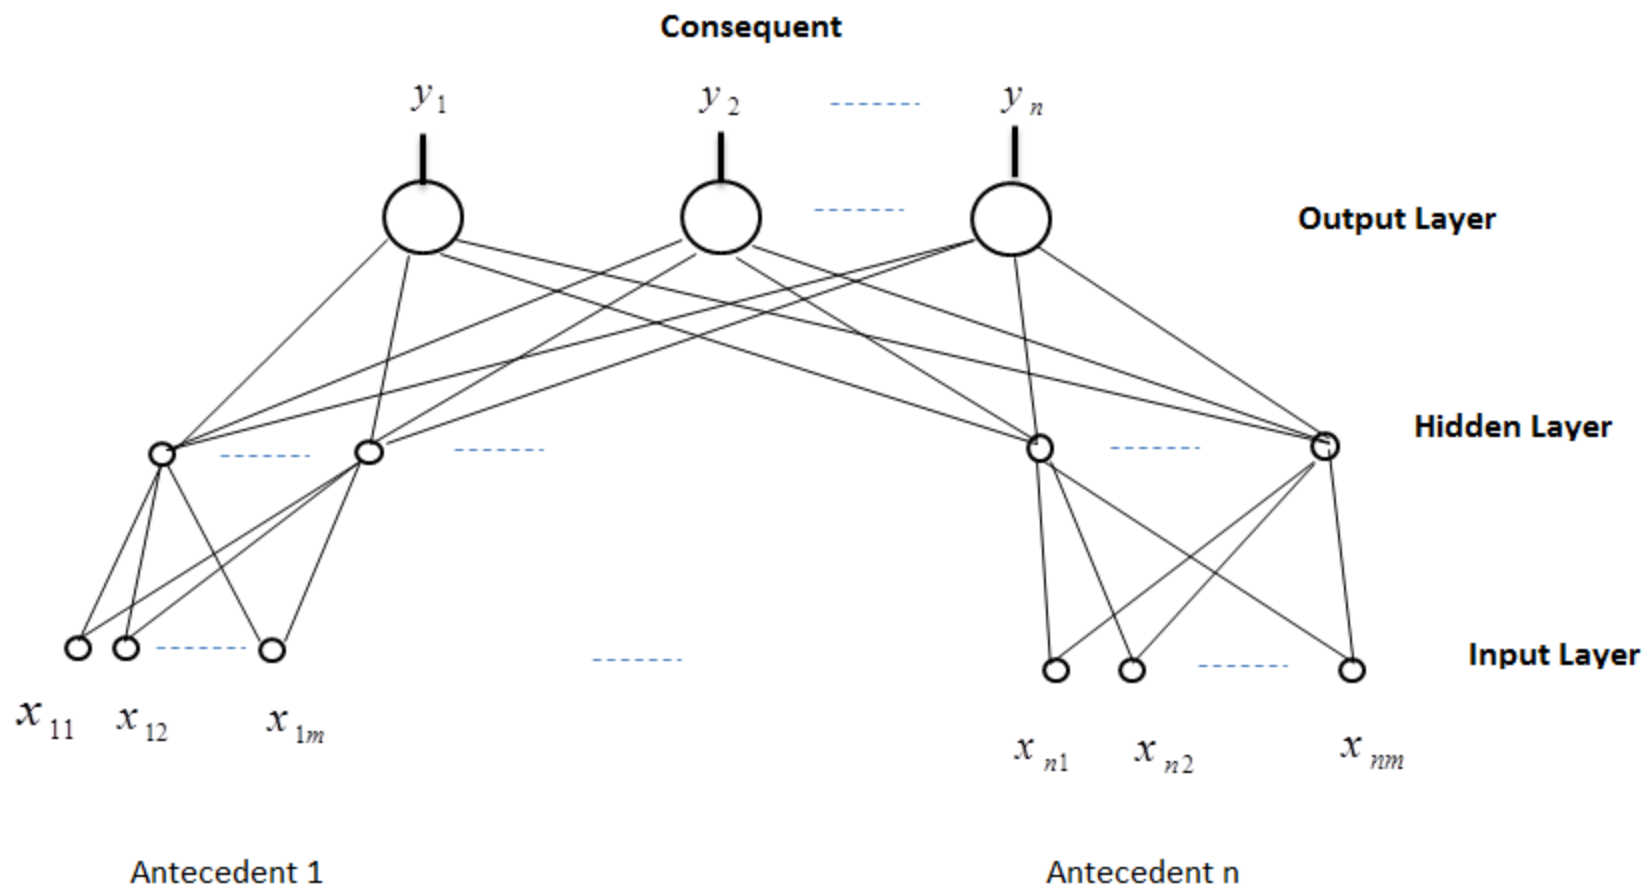 Consequent
y1 y2 yn
Output Layer
Hidden Layer
Input Layer
x11 x12 x1m xn1 xn2 xnm
Antecedent 1 Antecedent n